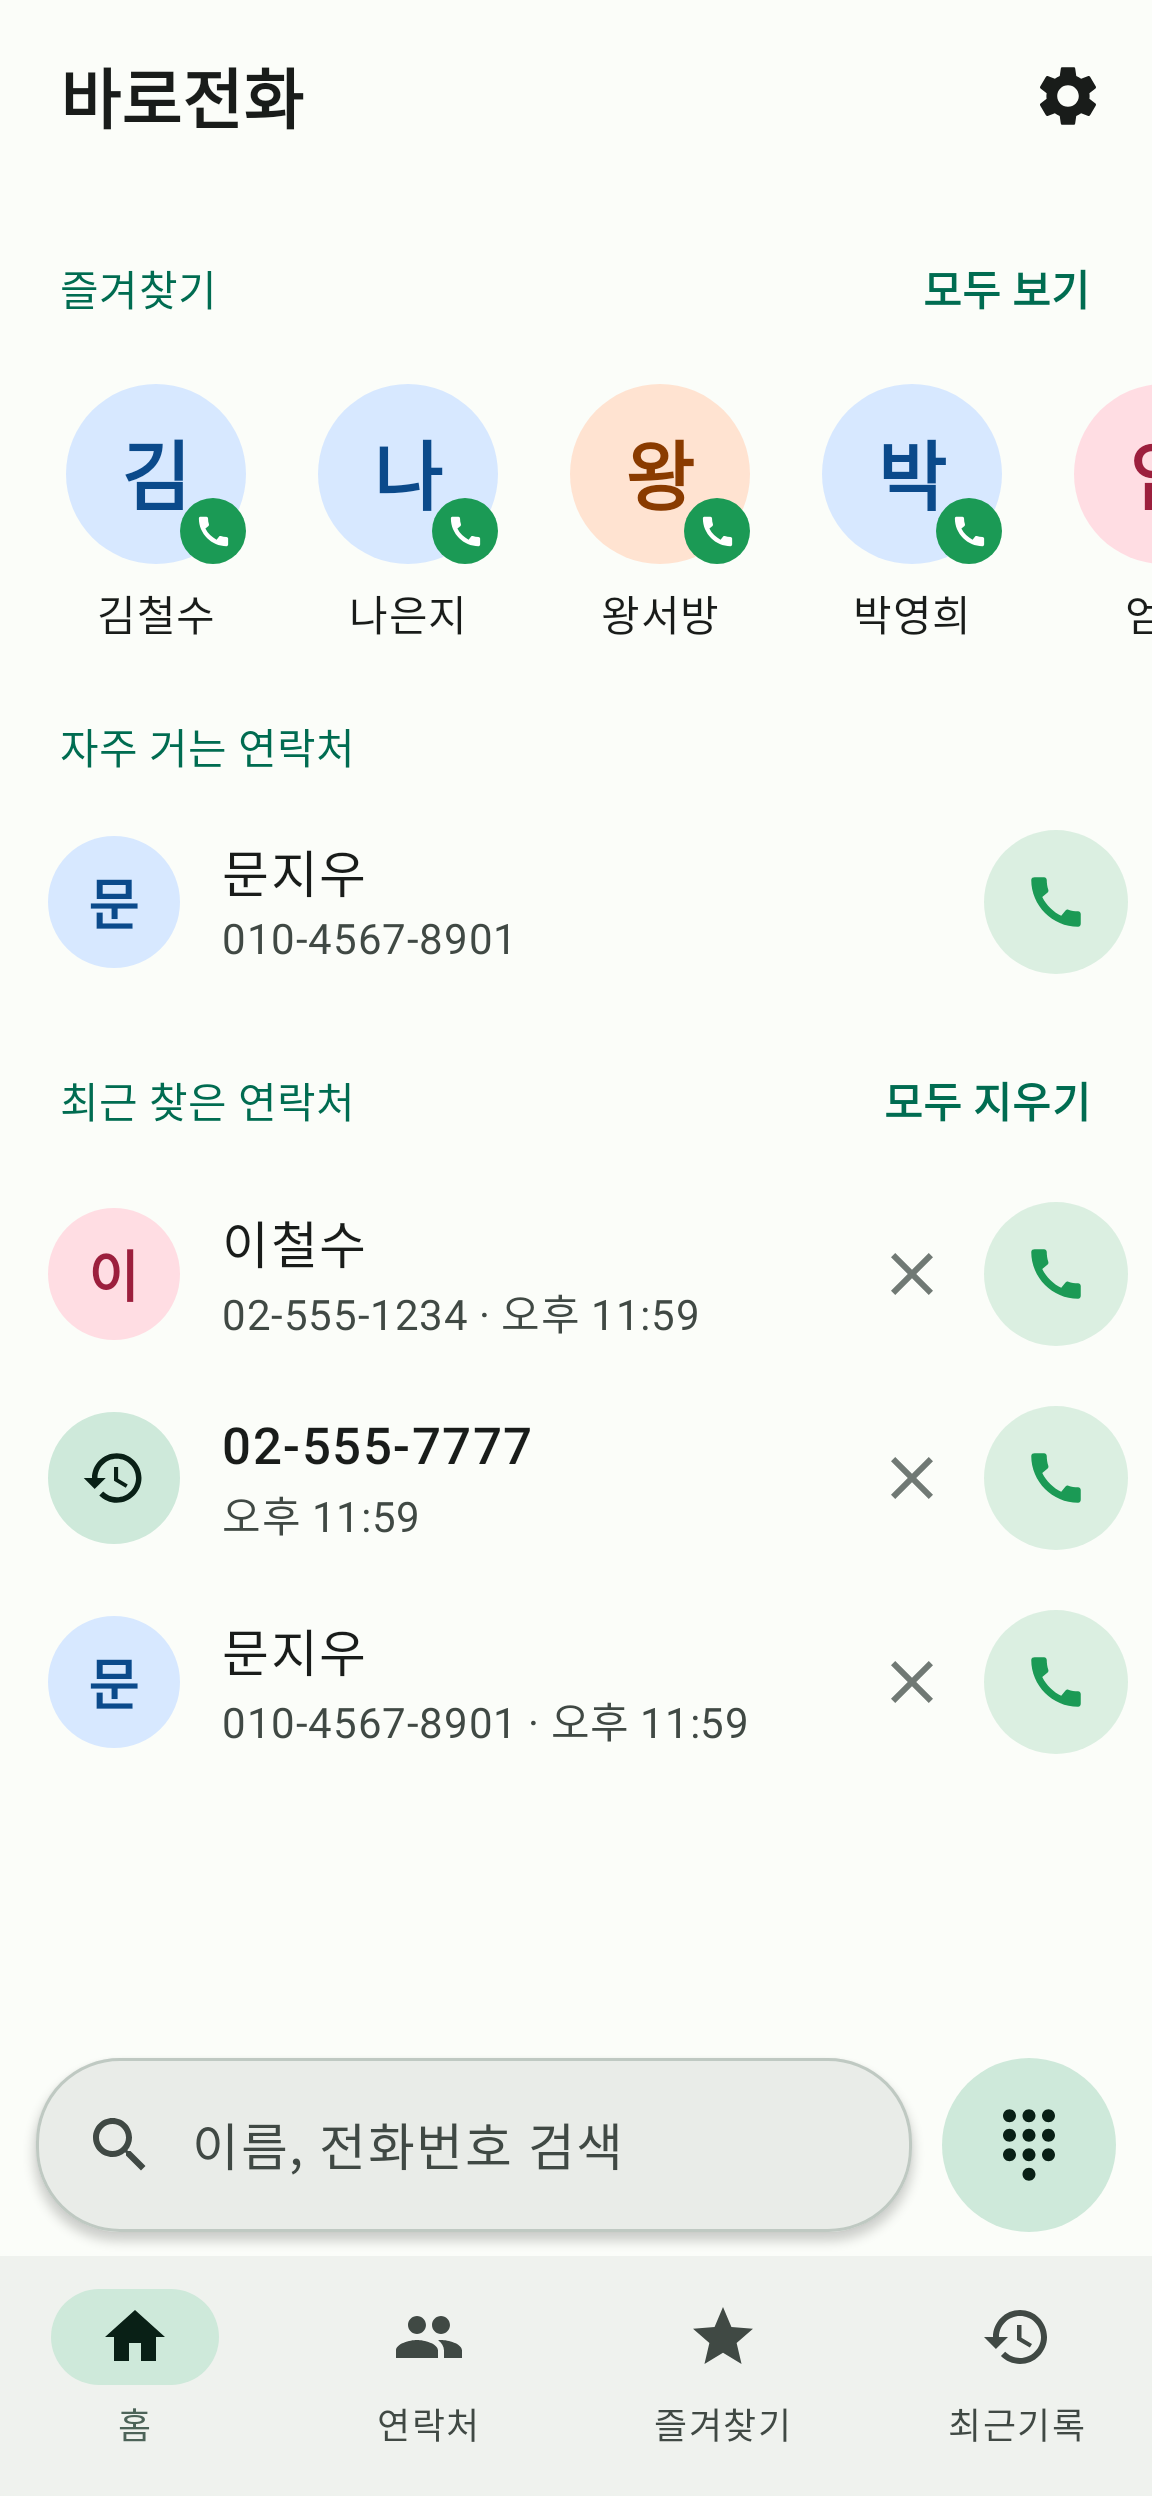 바로전화
즐겨찾기 모두 보기
김 나 왕 박
김철수 나은지 왕서방 박영희
자주 거는 연락처
문 문지우
010-4567-8901
최근 찾은 연락처 모두 지우기
이 이철수
02-555-1234 · 오후 11:59
02-555-7777
오후 11:59
문 문지우
010-4567-8901 · 오후 11:59
이름, 전화번호 검색
홈 연락처 즐겨찾기 최근기록